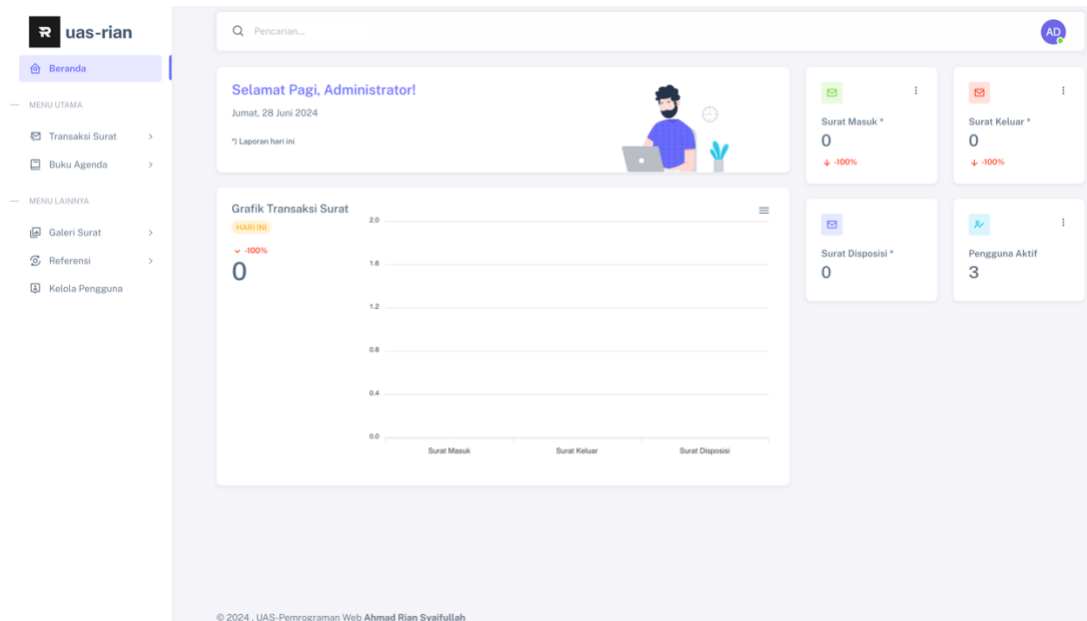 uas-rian
Beranda
MENU UTAMA
Transaksi Surat
Buku Agenda
MENU LAINNYA
Galeri Surat
Referensi
Kelola Pengguna
Pencarian...
AD
Selamat Pagi, Administrator!
Jumat, 28 Juni 2024
*) Laporan hari ini
Surat Masuk *
0
-100%
Surat Keluar *
0
-100%
Grafik Transaksi Surat
HARI INI
-100%
0
2.0
1.6
1.2
0.8
0.4
0.0
Surat Masuk
Surat Keluar
Surat Disposisi
Surat Disposisi *
0
Pengguna Aktif
3
© 2024 , UAS-Pemrograman Web Ahmad Rian Syaifullah